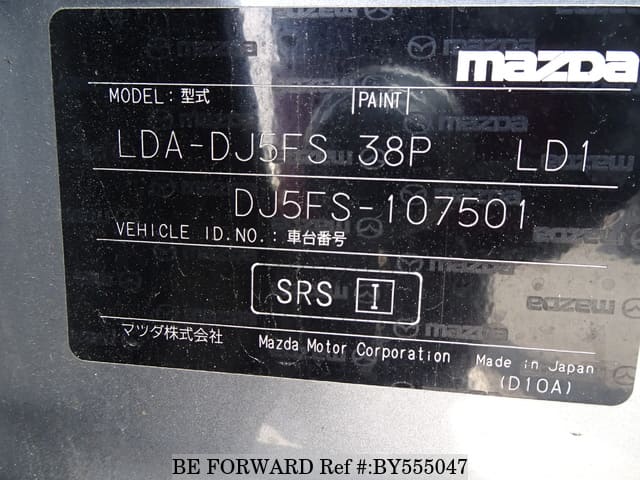 mazda
MODEL: 型式 PAINT
LDA-DJ5FS 38P LD1
DJ5FS-107501
VEHICLE ID.NO.: 車台番号
SRS I
マツダ株式会社 Mazda Motor Corporation Made in Japan
(D10A)
BE FORWARD Ref #:BY555047